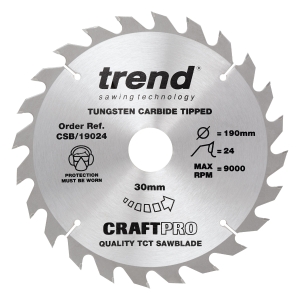 trend
sawing technology
TUNGSTEN CARBIDE TIPPED
Order Ref.
CSB/19024
PROTECTION
MUST BE WORN
= 190mm
= 24
MAX
RPM = 9000
30mm
CRAFTPRO
QUALITY TCT SAWBLADE